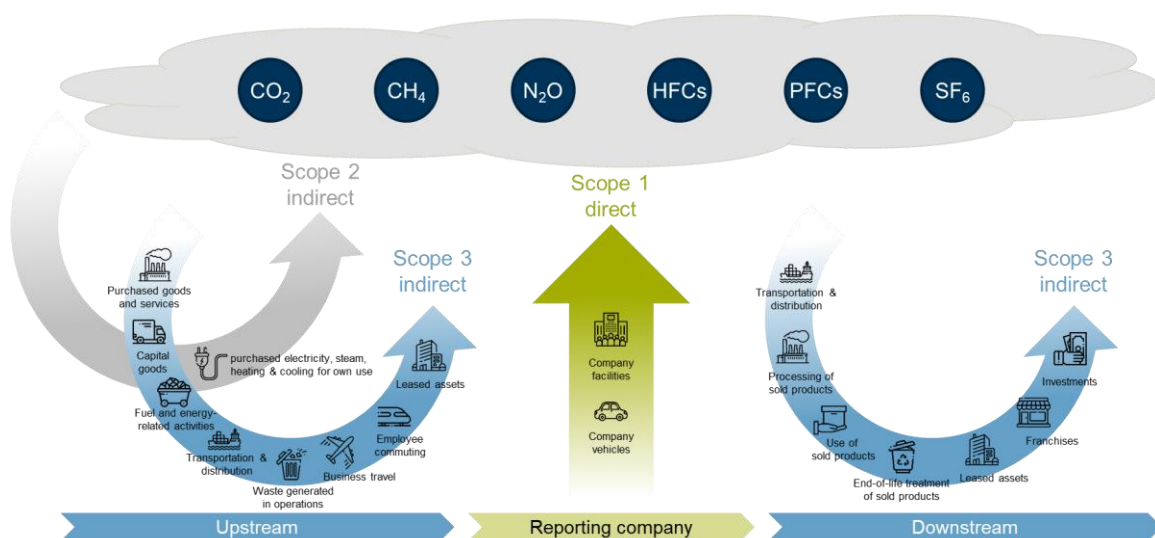 CO₂ CH₄ N₂O HFCs PFCs SF₆
Scope 2
indirect
Scope 1
direct
Scope 3
indirect
Scope 3
indirect
Purchased goods
and services
Capital
goods
purchased electricity, steam,
heating & cooling for own use
Fuel and energy-
related activities
Transportation &
distribution
Waste generated
in operations
Business travel
Employee
commuting
Leased assets
Company
facilities
Company
vehicles
Transportation &
distribution
Processing of
sold products
Use of
sold products
End-of-life treatment
of sold products
Leased assets
Franchises
Investments
Upstream
Reporting company
Downstream